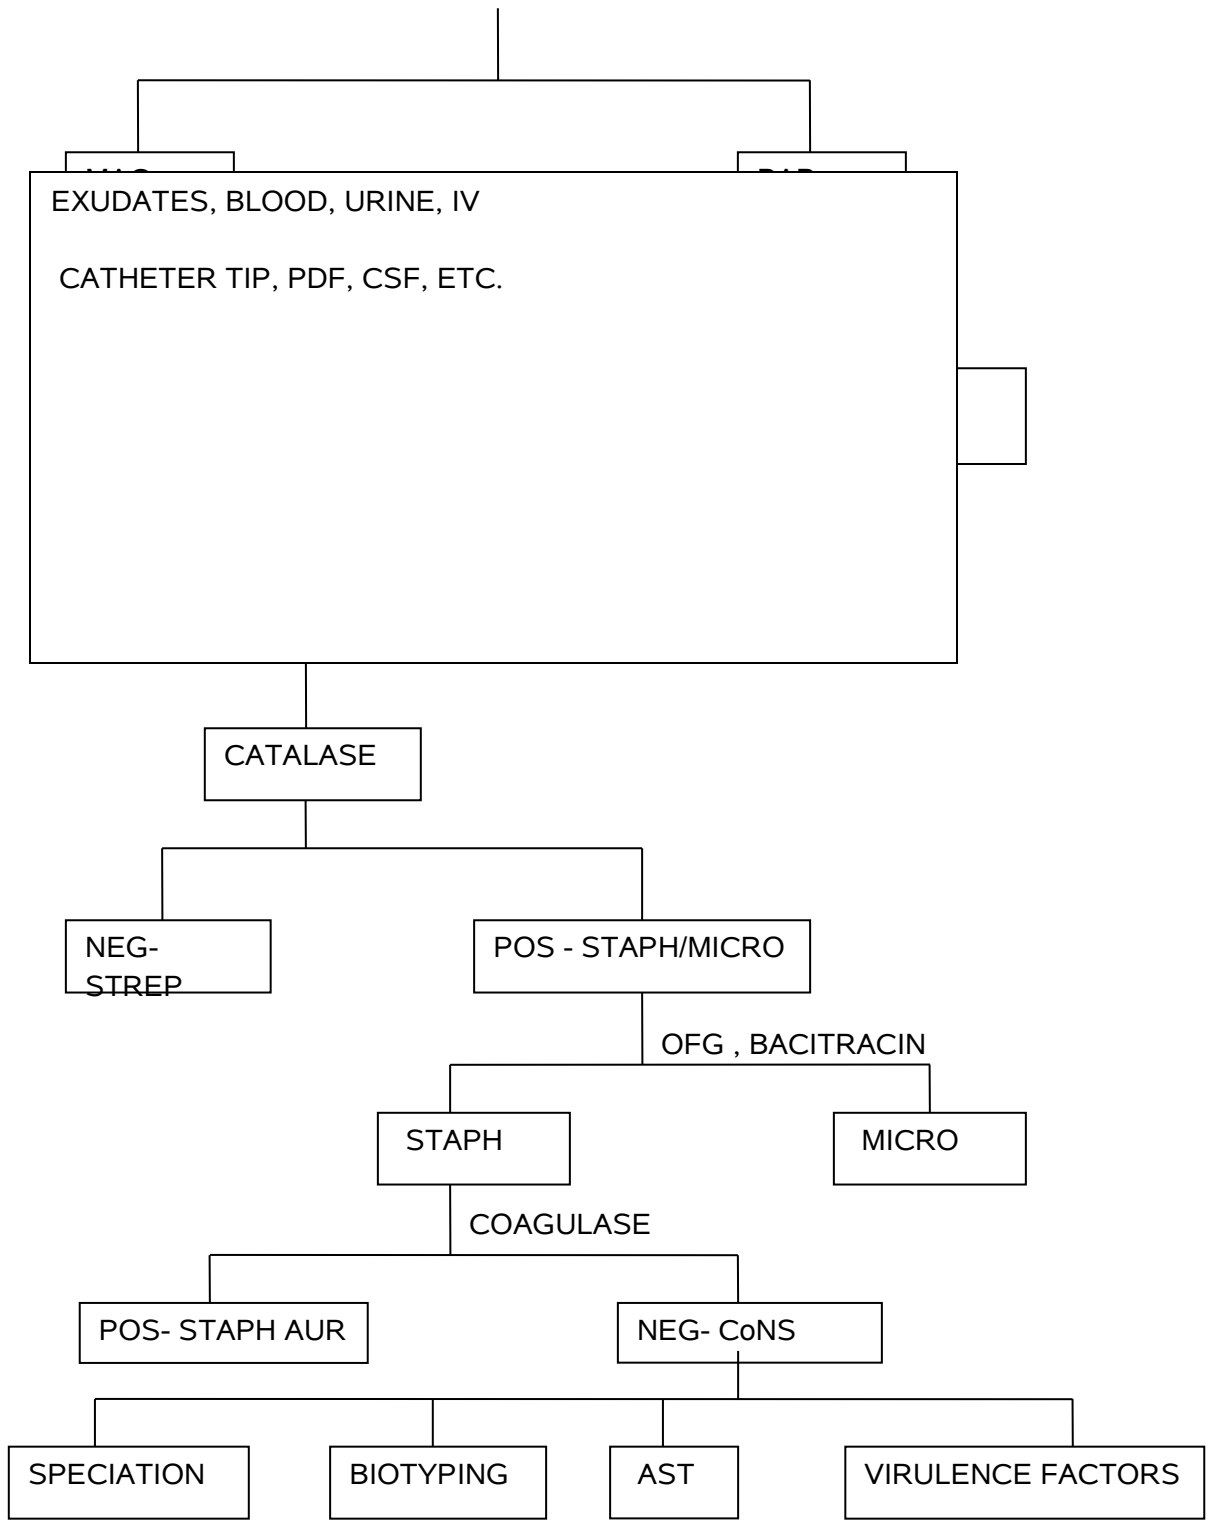 EXUDATES, BLOOD, URINE, IV
CATHETER TIP, PDF, CSF, ETC.
CATALASE
NEG-
STREP
POS - STAPH/MICRO
OFG , BACITRACIN
STAPH
MICRO
COAGULASE
POS- STAPH AUR
NEG- CoNS
SPECIATION
BIOTYPING
AST
VIRULENCE FACTORS